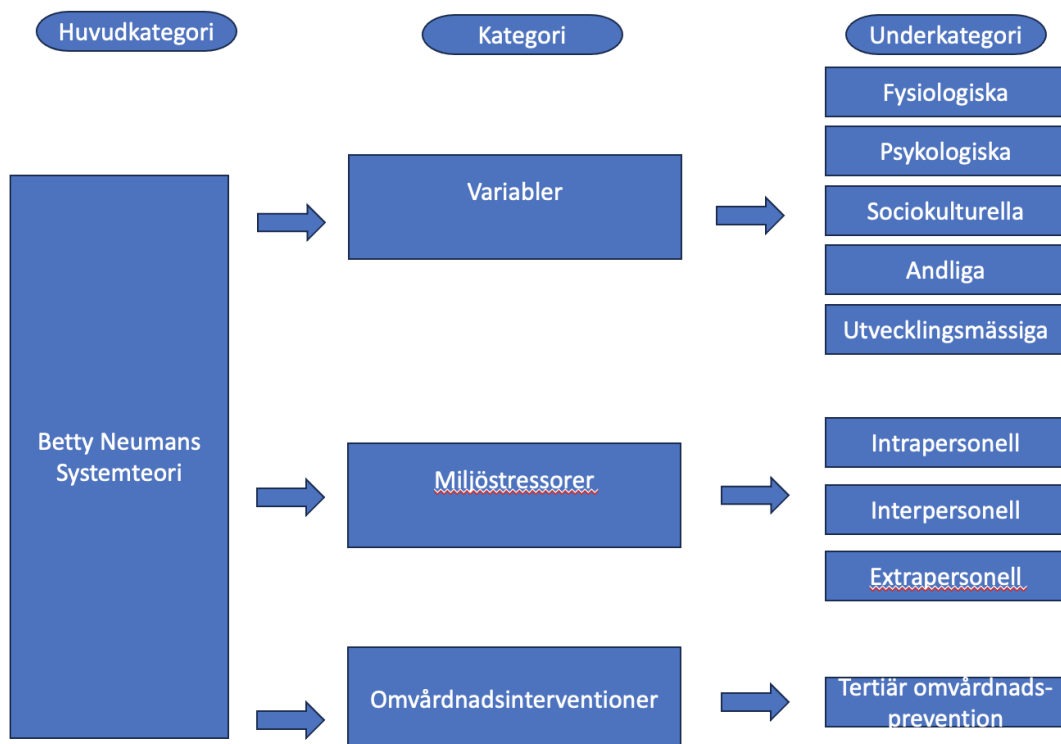 Huvudkategori
Kategori
Underkategori
Fysiologiska
Psykologiska
Variabler
Sociokulturella
Andliga
Utvecklingsmässiga
Betty Neumans
Systemteori
Miljöstressorer
Intrapersonell
Interpersonell
Extrapersonell
Omvårdnadsinterventioner
Tertiär omvårdnads-
prevention